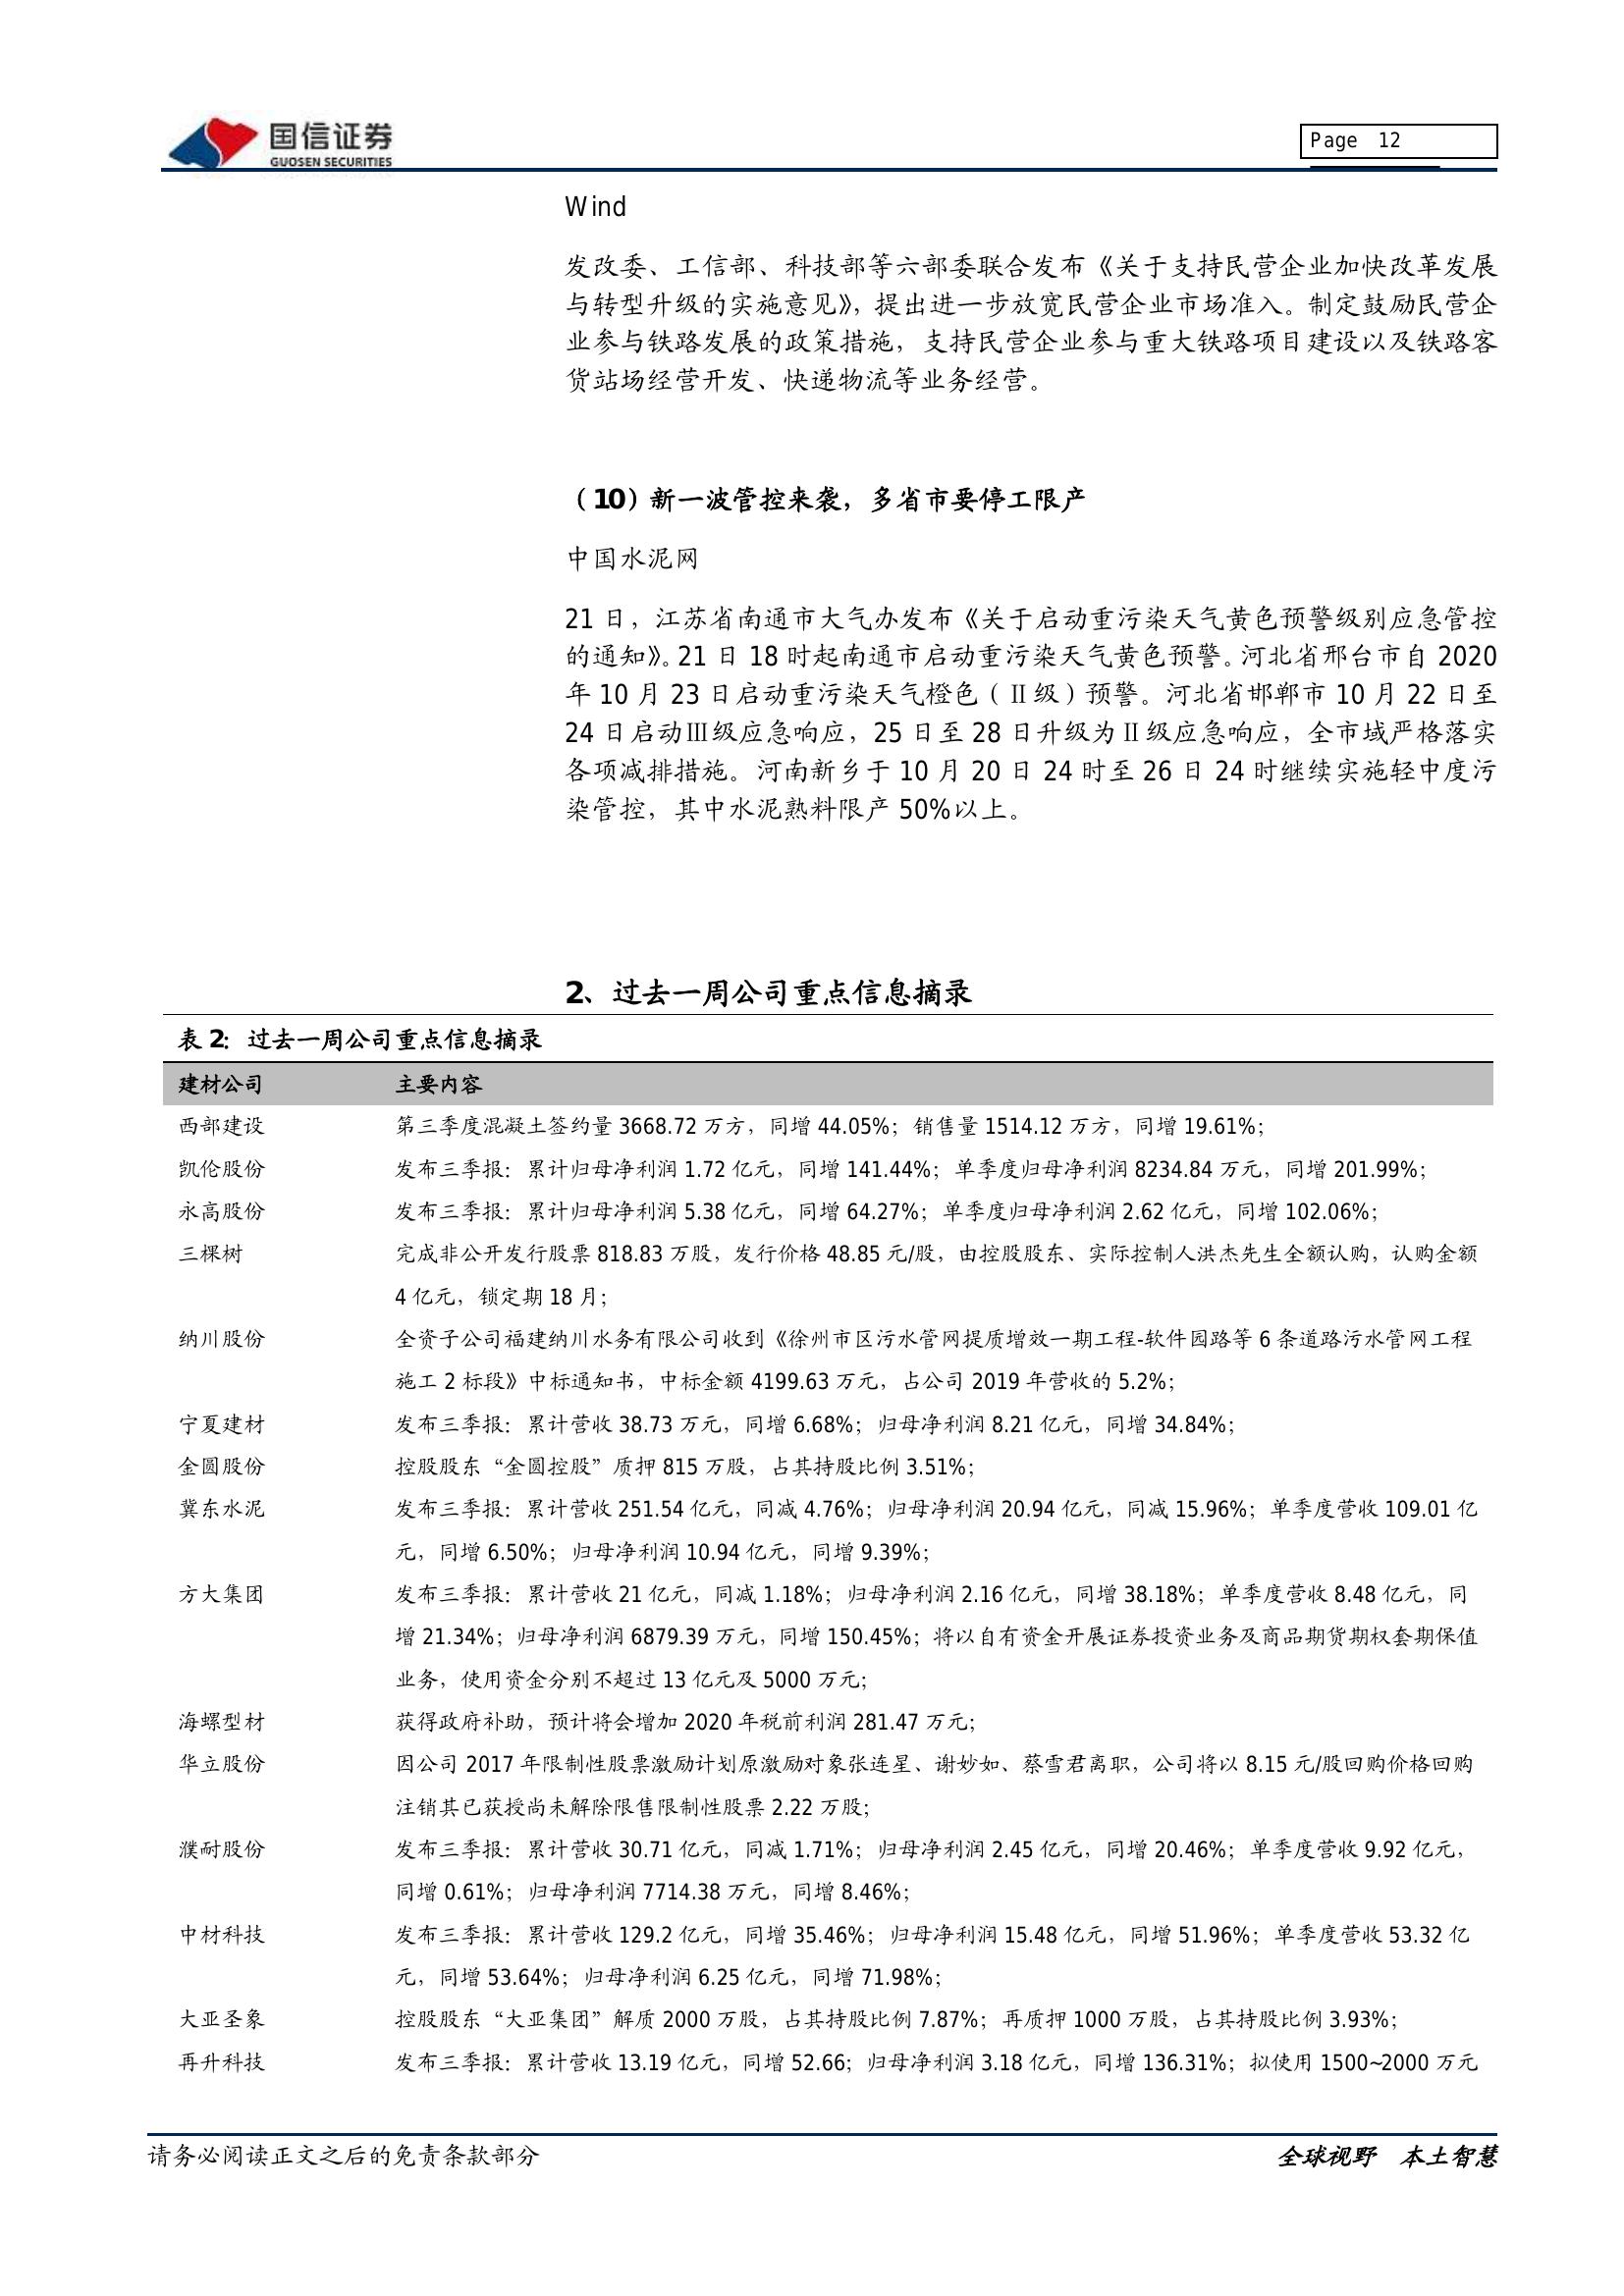 国信证券
GUOSEN SECURITIES
Page 12
Wind
发改委、工信部、科技部等六部委联合发布《关于支持民营企业加快改革发展
与转型升级的实施意见》，提出进一步放宽民营企业市场准入。制定鼓励民营企
业参与铁路发展的政策措施，支持民营企业参与重大铁路项目建设以及铁路客
货站场经营开发、快递物流等业务经营。
（10）新一波管控来袭，多省市要停工限产
中国水泥网
21 日，江苏省南通市大气办发布《关于启动重污染天气黄色预警级别应急管控
的通知》。21 日 18 时起南通市启动重污染天气黄色预警。河北省邢台市自 2020
年 10 月 23 日启动重污染天气橙色（Ⅱ级）预警。河北省邯郸市 10 月 22 日至
24 日启动Ⅲ级应急响应，25 日至 28 日升级为Ⅱ级应急响应，全市域严格落实
各项减排措施。河南新乡于 10 月 20 日 24 时至 26 日 24 时继续实施轻中度污
染管控，其中水泥熟料限产 50%以上。
2、过去一周公司重点信息摘录
表 2：过去一周公司重点信息摘录
建材公司 主要内容
西部建设 第三季度混凝土签约量 3668.72 万方，同增 44.05%；销售量 1514.12 万方，同增 19.61%；
凯伦股份 发布三季报：累计归母净利润 1.72 亿元，同增 141.44%；单季度归母净利润 8234.84 万元，同增 201.99%；
永高股份 发布三季报：累计归母净利润 5.38 亿元，同增 64.27%；单季度归母净利润 2.62 亿元，同增 102.06%；
三棵树 完成非公开发行股票 818.83 万股，发行价格 48.85 元/股，由控股股东、实际控制人洪杰先生全额认购，认购金额
4 亿元，锁定期 18 月；
纳川股份 全资子公司福建纳川水务有限公司收到《徐州市区污水管网提质增效一期工程-软件园路等 6 条道路污水管网工程
施工 2 标段》中标通知书，中标金额 4199.63 万元，占公司 2019 年营收的 5.2%；
宁夏建材 发布三季报：累计营收 38.73 万元，同增 6.68%；归母净利润 8.21 亿元，同增 34.84%；
金圆股份 控股股东“金圆控股”质押 815 万股，占其持股比例 3.51%；
冀东水泥 发布三季报：累计营收 251.54 亿元，同减 4.76%；归母净利润 20.94 亿元，同减 15.96%；单季度营收 109.01 亿
元，同增 6.50%；归母净利润 10.94 亿元，同增 9.39%；
方大集团 发布三季报：累计营收 21 亿元，同减 1.18%；归母净利润 2.16 亿元，同增 38.18%；单季度营收 8.48 亿元，同
增 21.34%；归母净利润 6879.39 万元，同增 150.45%；将以自有资金开展证券投资业务及商品期货期权套期保值
业务，使用资金分别不超过 13 亿元及 5000 万元；
海螺型材 获得政府补助，预计将会增加 2020 年税前利润 281.47 万元；
华立股份 因公司 2017 年限制性股票激励计划原激励对象张连星、谢妙如、蔡雪君离职，公司将以 8.15 元/股回购价格回购
注销其已获授尚未解除限售限制性股票 2.22 万股；
濮耐股份 发布三季报：累计营收 30.71 亿元，同减 1.71%；归母净利润 2.45 亿元，同增 20.46%；单季度营收 9.92 亿元，
同增 0.61%；归母净利润 7714.38 万元，同增 8.46%；
中材科技 发布三季报：累计营收 129.2 亿元，同增 35.46%；归母净利润 15.48 亿元，同增 51.96%；单季度营收 53.32 亿
元，同增 53.64%；归母净利润 6.25 亿元，同增 71.98%；
大亚圣象 控股股东“大亚集团”解质 2000 万股，占其持股比例 7.87%；再质押 1000 万股，占其持股比例 3.93%；
再升科技 发布三季报：累计营收 13.19 亿元，同增 52.66；归母净利润 3.18 亿元，同增 136.31%；拟使用 1500~2000 万元
请务必阅读正文之后的免责条款部分 全球视野 本土智慧